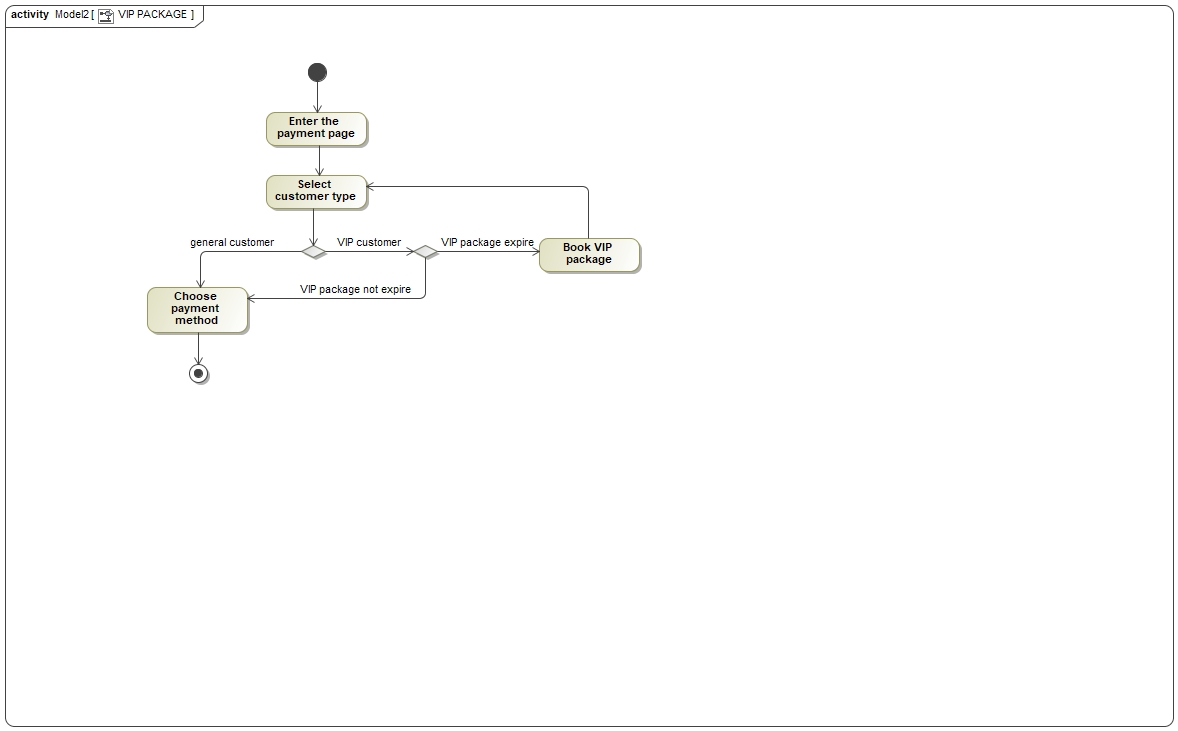 activity Model2 [ VIP PACKAGE ]
Enter the
payment page
Select
customer type
general customer
VIP customer
VIP package expire
Book VIP
package
VIP package not expire
Choose
payment
method